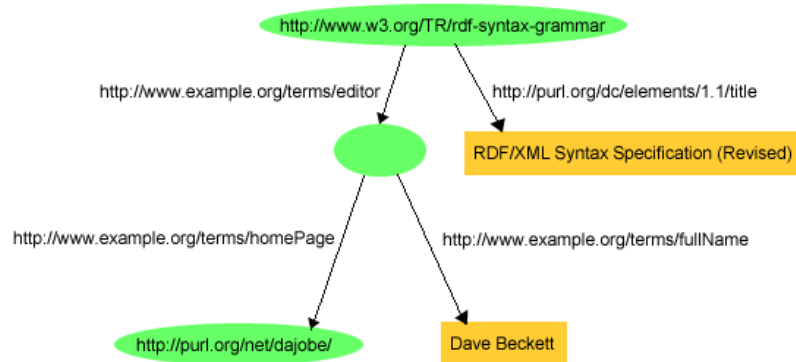 http://www.w3.org/TR/rdf-syntax-grammar
http://www.example.org/terms/editor
http://purl.org/dc/elements/1.1/title
RDF/XML Syntax Specification (Revised)
http://www.example.org/terms/homePage
http://www.example.org/terms/fullName
http://purl.org/net/dajobe/
Dave Beckett